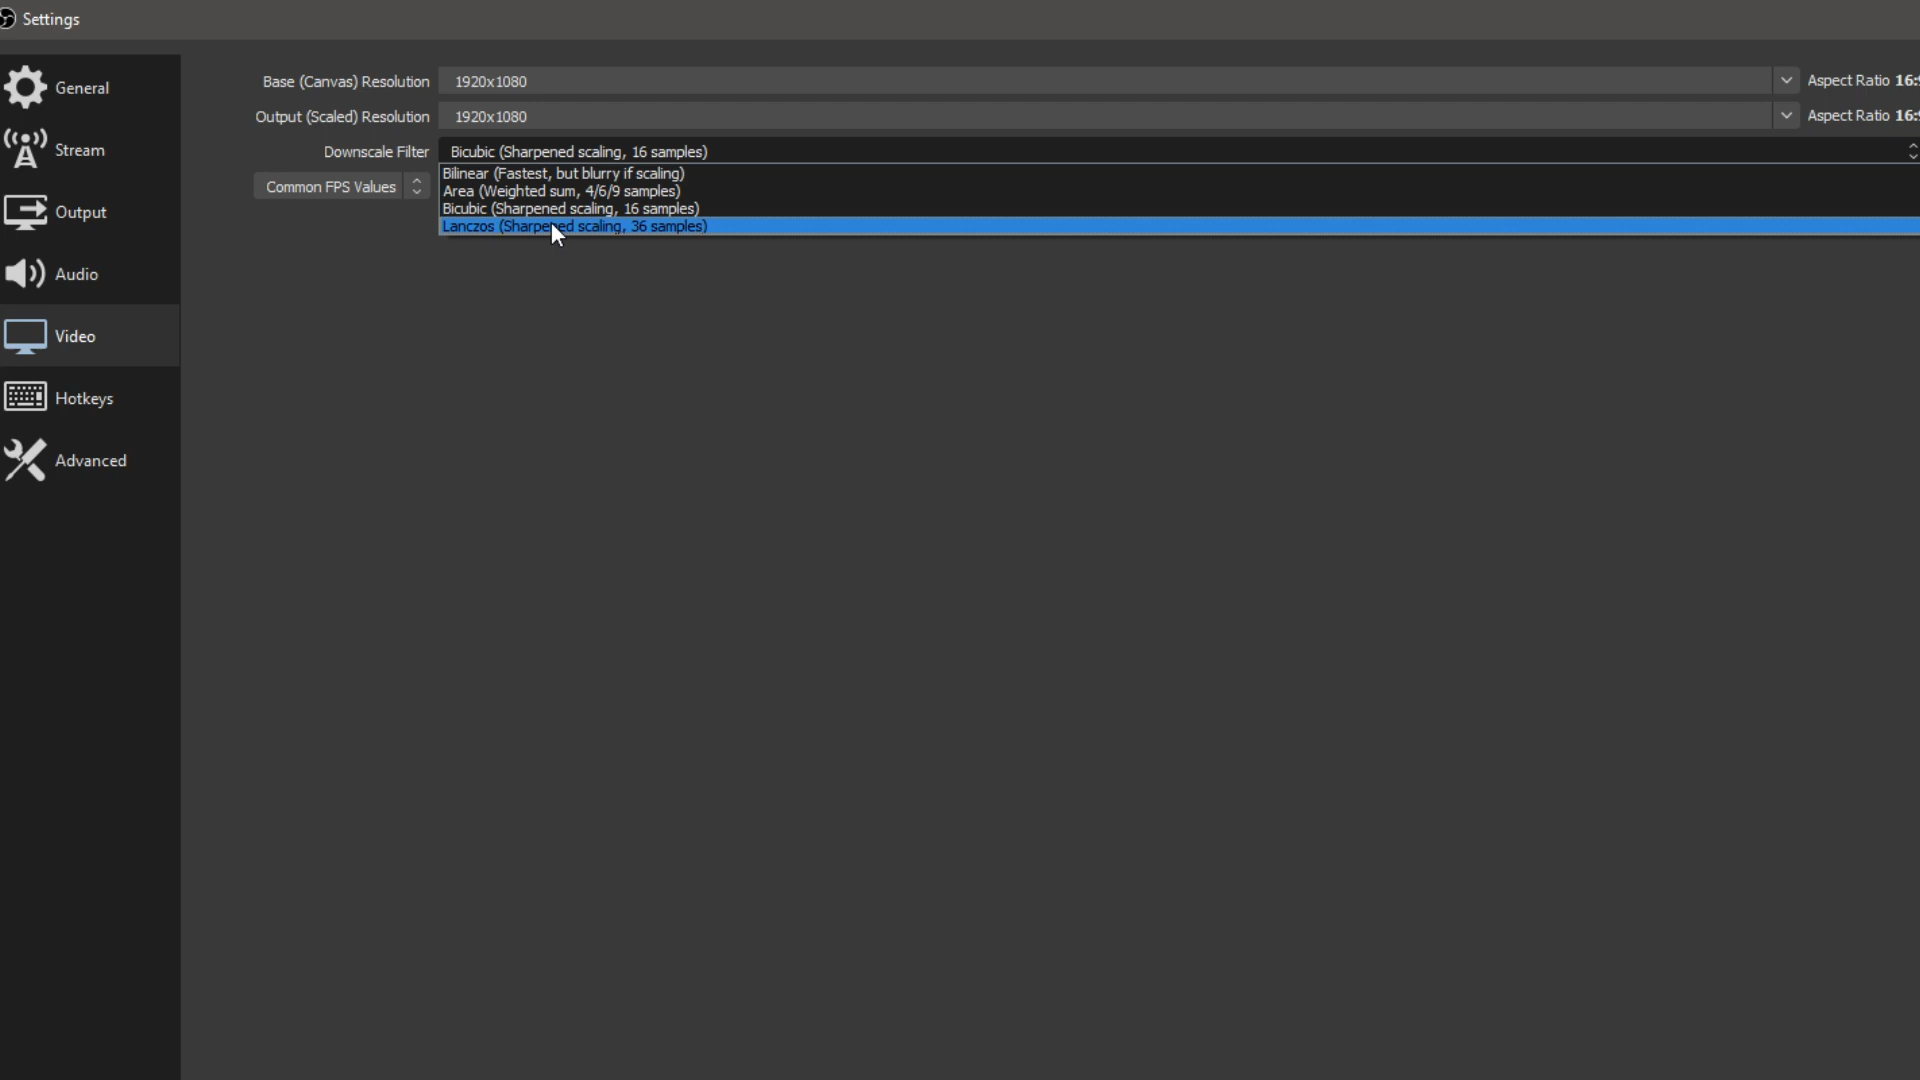 Settings
General
Stream
Output
Audio
Video
Hotkeys
Advanced
Base (Canvas) Resolution 1920x1080 Aspect Ratio 16:
Output (Scaled) Resolution 1920x1080 Aspect Ratio 16:
Downscale Filter Bicubic (Sharpened scaling, 16 samples)
Common FPS Values
Bilinear (Fastest, but blurry if scaling)
Area (Weighted sum, 4/6/9 samples)
Bicubic (Sharpened scaling, 16 samples)
Lanczos (Sharpened scaling, 36 samples)